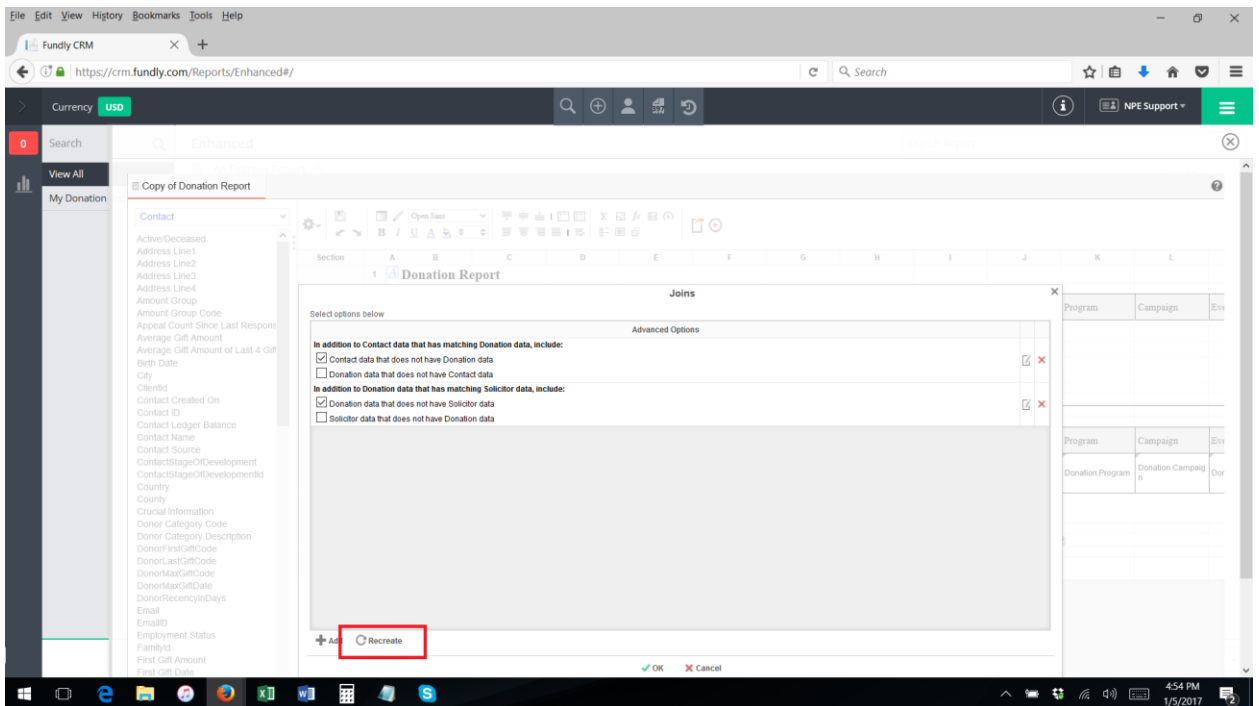 File Edit View History Bookmarks Tools Help
Fundly CRM
https://crm.fundly.com/Reports/Enhanced#/
Search
Currency USD
NPE Support
0
Search
Enhanced
View All
My Donation
Copy of Donation Report
Contact
Open Sans
B I U A
8
Active/Deceased
Address Line1
Address Line2
Address Line3
Address Line4
Amount Group
Amount Group Code
Appeal Count Since Last Respons
Average Gift Amount
Average Gift Amount of Last 4 Gif
Birth Date
City
ClientId
Contact Created On
Contact ID
Contact Ledger Balance
Contact Name
Contact Source
ContactStageOfDevelopment
ContactStageOfDevelopmentId
Country
County
Crucial Information
Donor Category Code
Donor Category Description
DonorFirstGiftCode
DonorLastGiftCode
DonorMaxGiftCode
DonorMaxGiftDate
DonorRecencyInDays
Email
EmailID
Employment Status
FamilyId
First Gift Amount
First Gift Date
Section A B C D E F G H I J K L
1 Donation Report
Joins
Select options below
Advanced Options
In addition to Contact data that has matching Donation data, include:
Contact data that does not have Donation data
Donation data that does not have Contact data
In addition to Donation data that has matching Solicitor data, include:
Donation data that does not have Solicitor data
Solicitor data that does not have Donation data
Add Recreate
OK Cancel
Program Campaign Eve
Program Campaign Eve
Donation Program Donation Campaig
n
Don
4:54 PM
1/5/2017